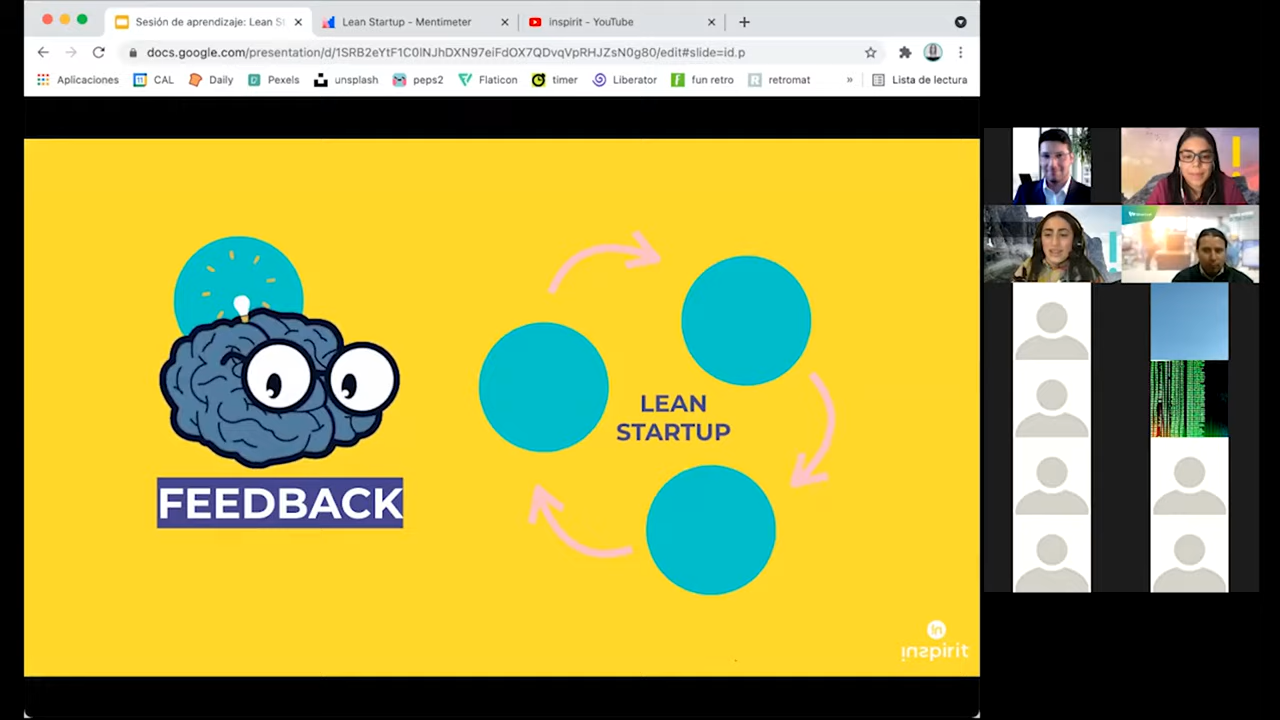 Sesión de aprendizaje: Lean St
Lean Startup - Mentimeter
inspirit - YouTube
docs.google.com/presentation/d/1SRB2eYtF1C0INJhDXN97eiFdOX7QDvqVpRHJZsN0g80/edit#slide=id.p
Aplicaciones CAL Daily Pexels unsplash peps2 Flaticon timer Liberator fun retro retromat » Lista de lectura
LEAN
STARTUP
FEEDBACK
in
inspirit